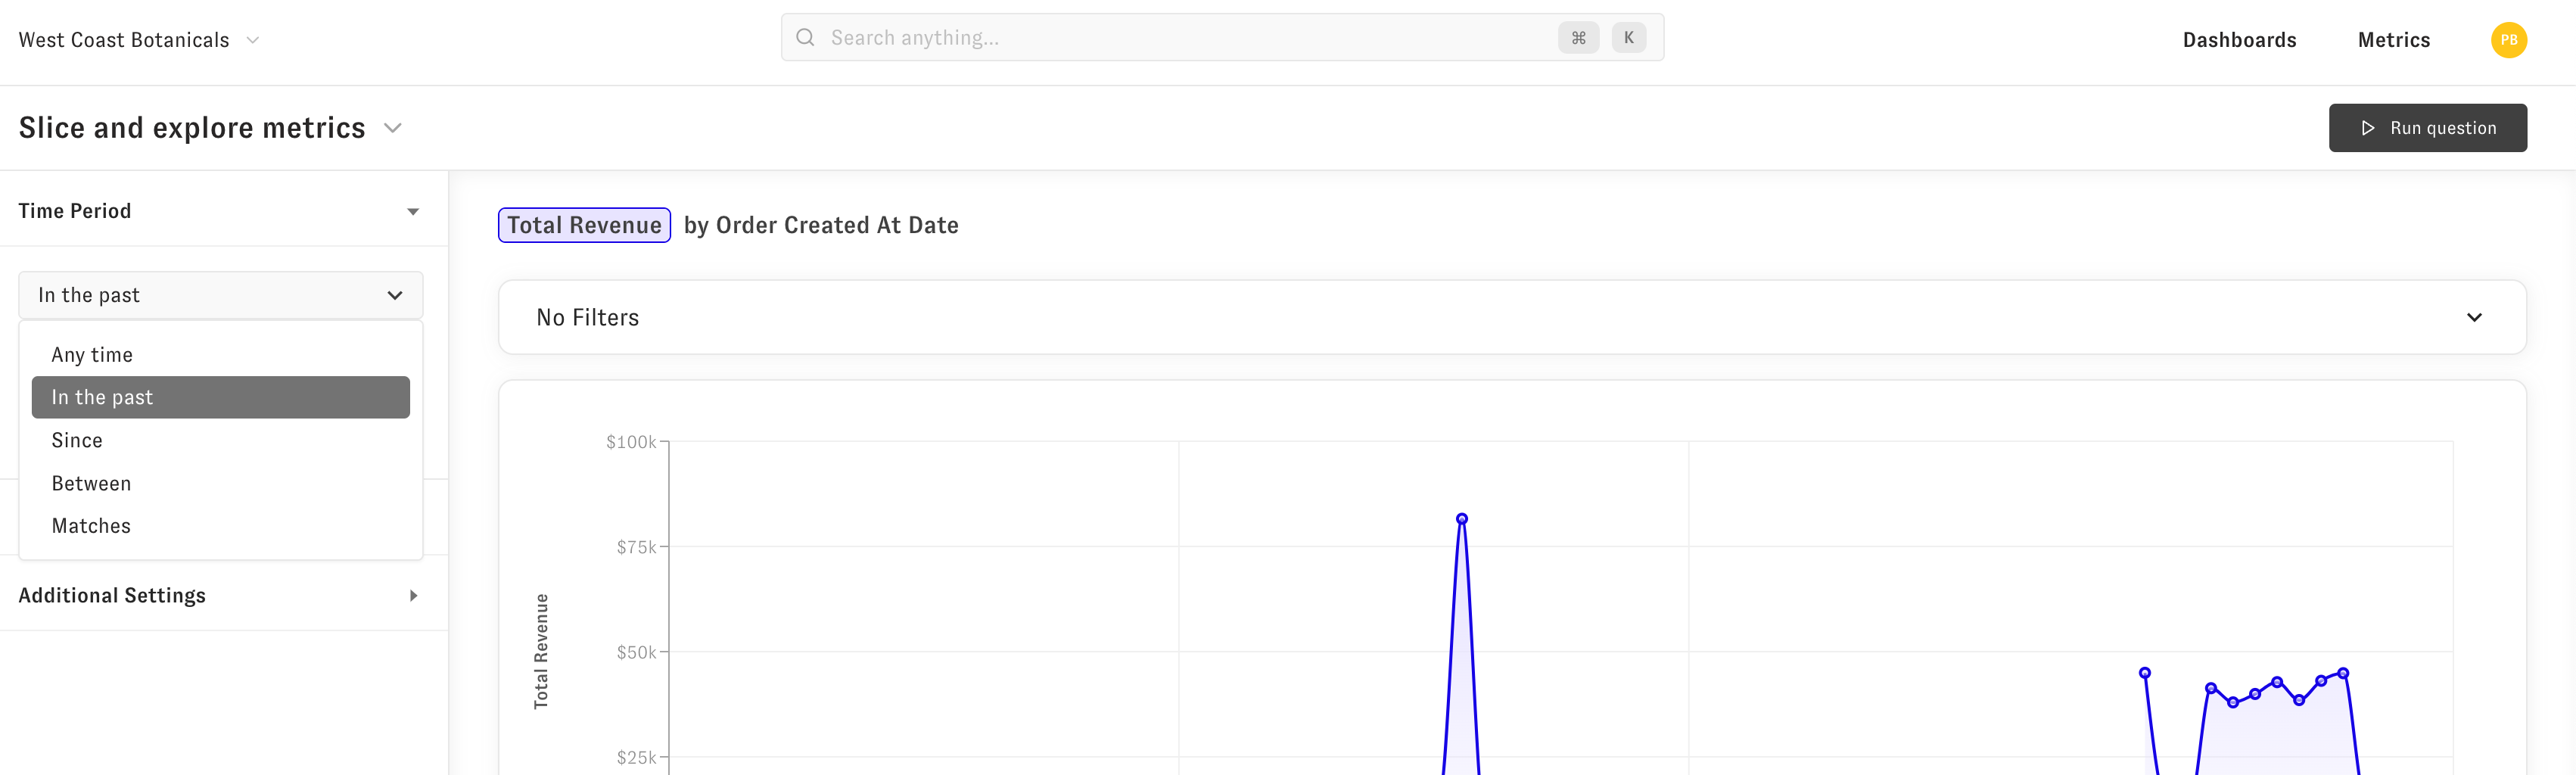 West Coast Botanicals
Search anything...
⌘ K
Dashboards
Metrics
PB
Slice and explore metrics
Run question
Time Period
In the past
Any time
In the past
Since
Between
Matches
Additional Settings
Total Revenue by Order Created At Date
No Filters
$100k
$75k
$50k
$25k
Total Revenue